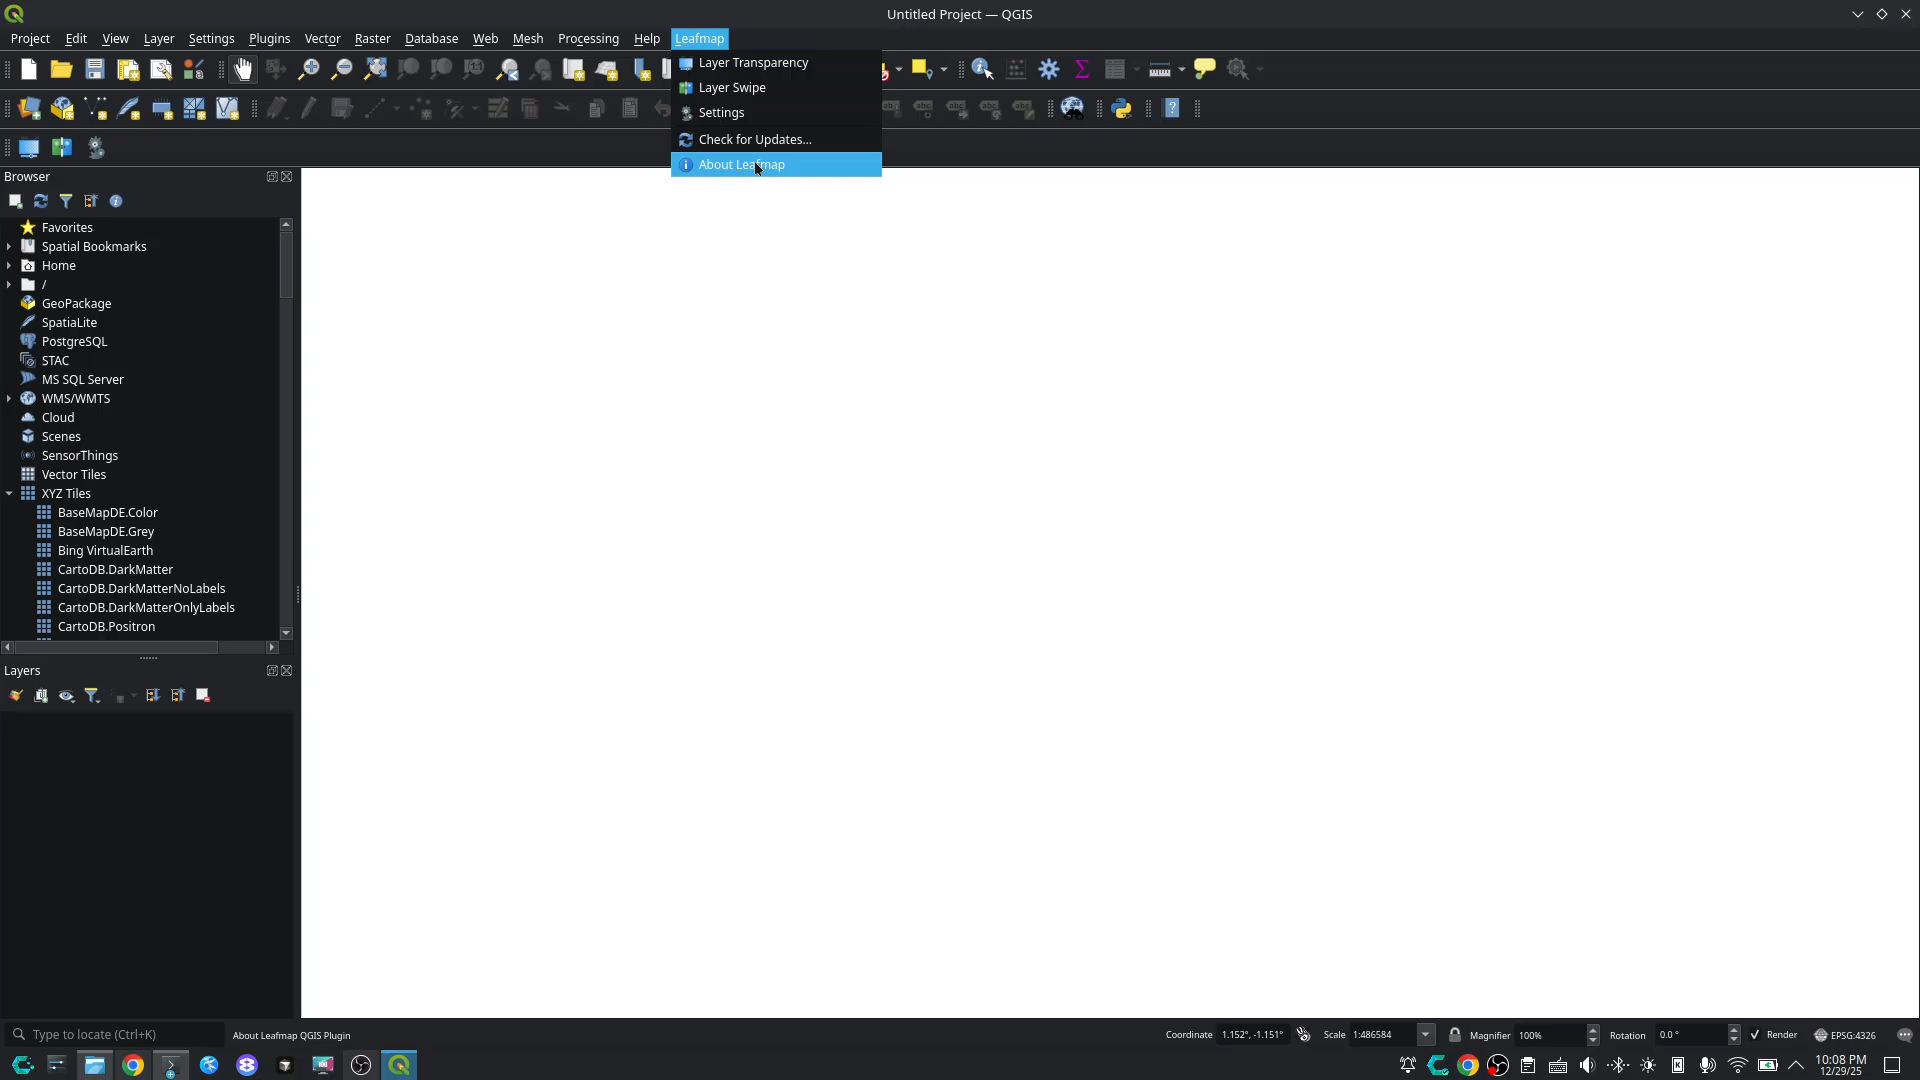 Untitled Project — QGIS
Project Edit View Layer Settings Plugins Vector Raster Database Web Mesh Processing Help Leafmap
Layer Transparency
Layer Swipe
Settings
Check for Updates...
About Leafmap
Browser
Favorites
Spatial Bookmarks
Home
/
GeoPackage
SpatiaLite
PostgreSQL
STAC
MS SQL Server
WMS/WMTS
Cloud
Scenes
SensorThings
Vector Tiles
XYZ Tiles
BaseMapDE.Color
BaseMapDE.Grey
Bing VirtualEarth
CartoDB.DarkMatter
CartoDB.DarkMatterNoLabels
CartoDB.DarkMatterOnlyLabels
CartoDB.Positron
Layers
Type to locate (Ctrl+K) About Leafmap QGIS Plugin Coordinate 1.152°, -1.151° Scale 1:486584 Magnifier 100% Rotation 0.0 ° Render EPSG:4326
10:08 PM
12/29/25